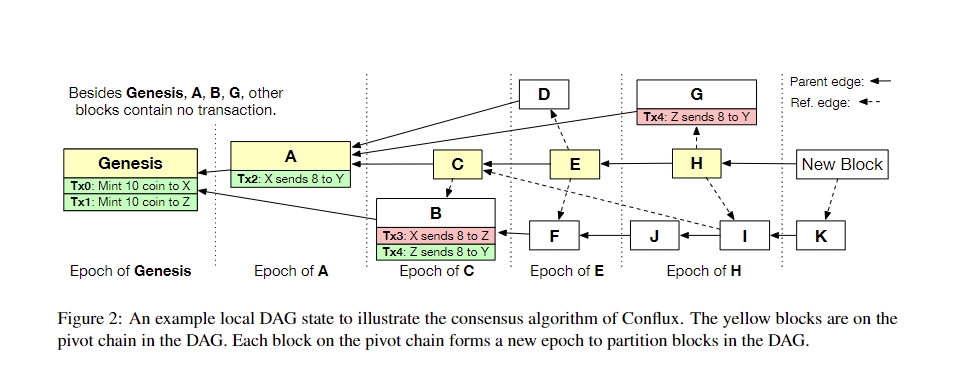 Besides Genesis, A, B, G, other
blocks contain no transaction.
Parent edge:
Ref. edge:
D
G
Tx4: Z sends 8 to Y
Genesis
Tx0: Mint 10 coin to X
Tx1: Mint 10 coin to Z
A
Tx2: X sends 8 to Y
C
E
H
New Block
B
Tx3: X sends 8 to Z
Tx4: Z sends 8 to Y
F
J
I
K
Epoch of Genesis
Epoch of A
Epoch of C
Epoch of E
Epoch of H
Figure 2: An example local DAG state to illustrate the consensus algorithm of Conflux. The yellow blocks are on the
pivot chain in the DAG. Each block on the pivot chain forms a new epoch to partition blocks in the DAG.